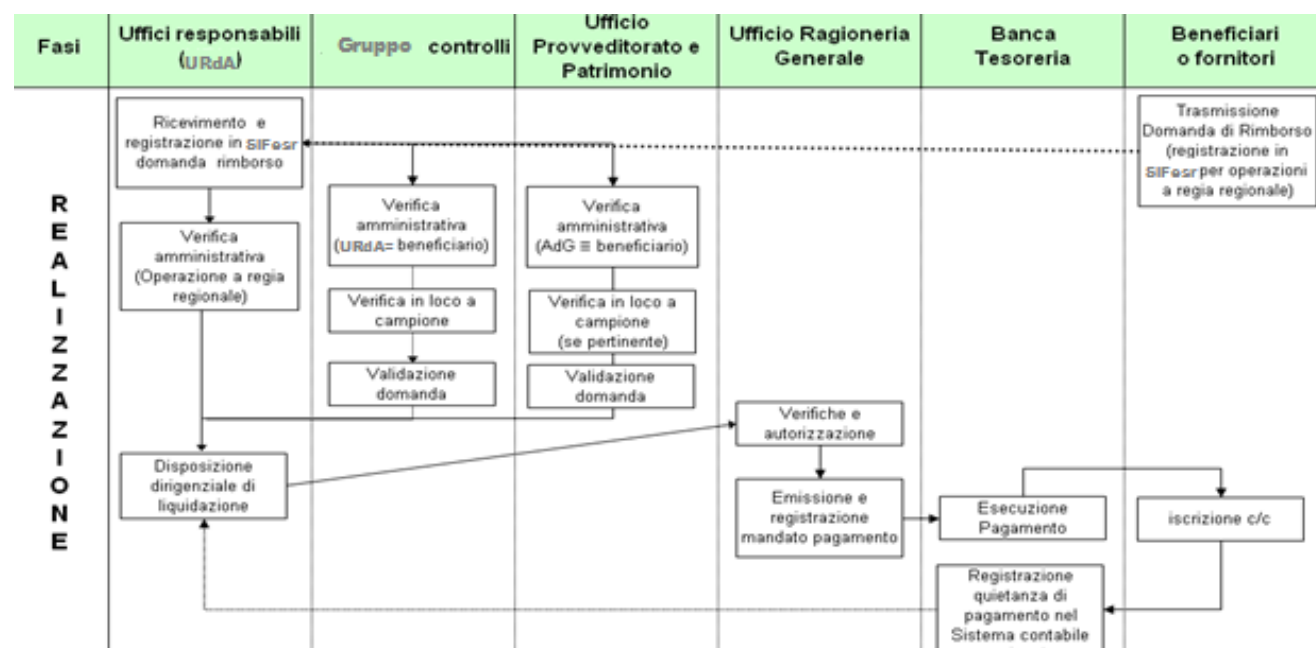 Fasi
Uffici responsabili
(URdA)
Gruppo controlli
Ufficio
Provveditorato e
Patrimonio
Ufficio Ragioneria
Generale
Banca
Tesoreria
Beneficiari
o fornitori
REALIZZAZIONE
Ricevimento e
registrazione in SIFesr
domanda rimborso
Trasmissione
Domanda di Rimborso
(registrazione in
SIFesr per operazioni
a regia regionale)
Verifica
amministrativa
(Operazione a regia
regionale)
Verifica
amministrativa
(URdA= beneficiario)
Verifica
amministrativa
(AdG ≡ beneficiario)
Verifica in loco a
campione
Verifica in loco a
campione
(se pertinente)
Validazione
domanda
Validazione
domanda
Verifiche e
autorizzazione
Disposizione
dirigenziale di
liquidazione
Emissione e
registrazione
mandato pagamento
Esecuzione
Pagamento
iscrizione c/c
Registrazione
quietanza di
pagamento nel
Sistema contabile